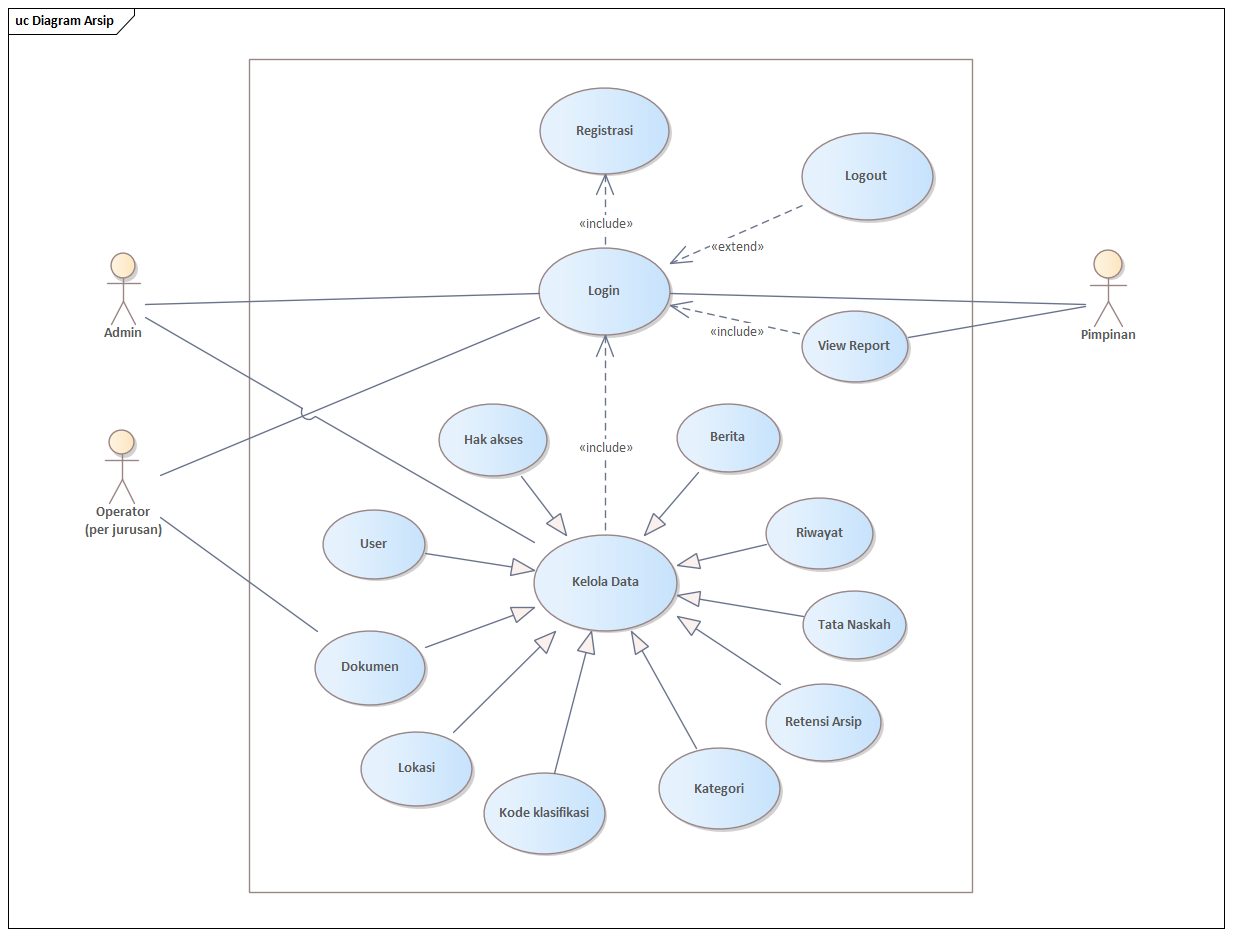 uc Diagram Arsip
Registrasi
Logout
«include»
«extend»
Login
Admin
Pimpinan
«include»
View Report
Hak akses
Berita
«include»
Operator
(per jurusan)
User
Riwayat
Kelola Data
Tata Naskah
Dokumen
Retensi Arsip
Lokasi
Kategori
Kode klasifikasi